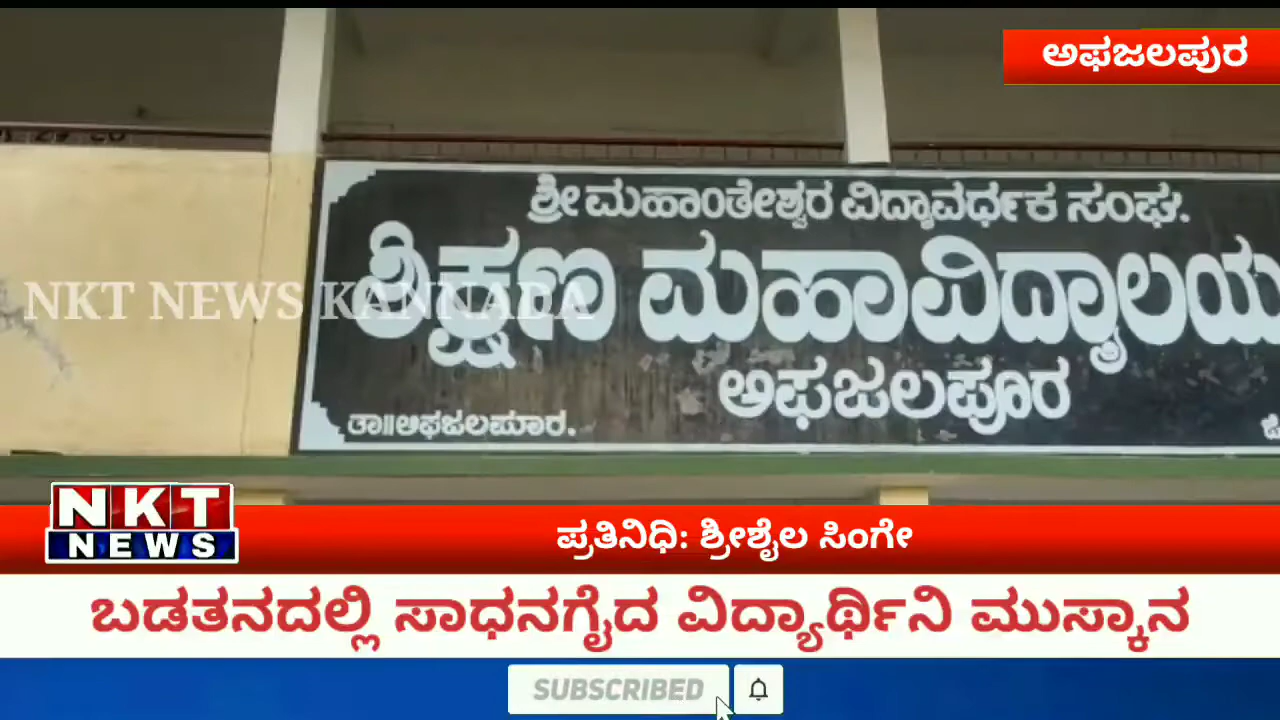 ಅಫಜಲಪುರ
ಶ್ರೀ ಮಹಾಂತೇಶ್ವರ ವಿದ್ಯಾವರ್ಧಕ ಸಂಘ.
ಶಿಕ್ಷಣ ಮಹಾವಿದ್ಯಾಲಯ
NKT NEWS KANNADA
ಅಫಜಲಪೂರ
ತಾ॥ಅಫಜಲಪೂರ.
NKT
NEWS
ಪ್ರತಿನಿಧಿ: ಶ್ರೀಶೈಲ ಸಿಂಗೇ
ಬಡತನದಲ್ಲಿ ಸಾಧನಗೈದ ವಿದ್ಯಾರ್ಥಿನಿ ಮುಸ್ಕಾನ
SUBSCRIBED